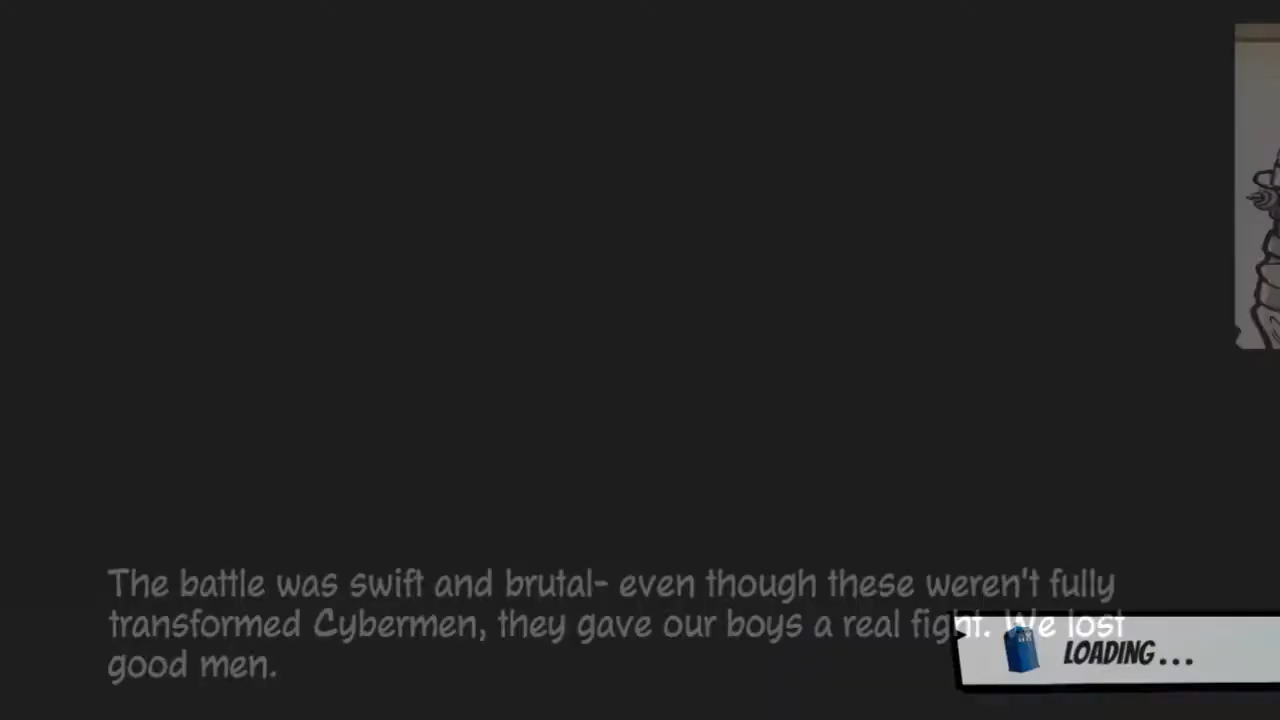 The battle was swift and brutal- even though these weren't fully
transformed Cybermen, they gave our boys a real fight. We lost
good men.
LOADING...